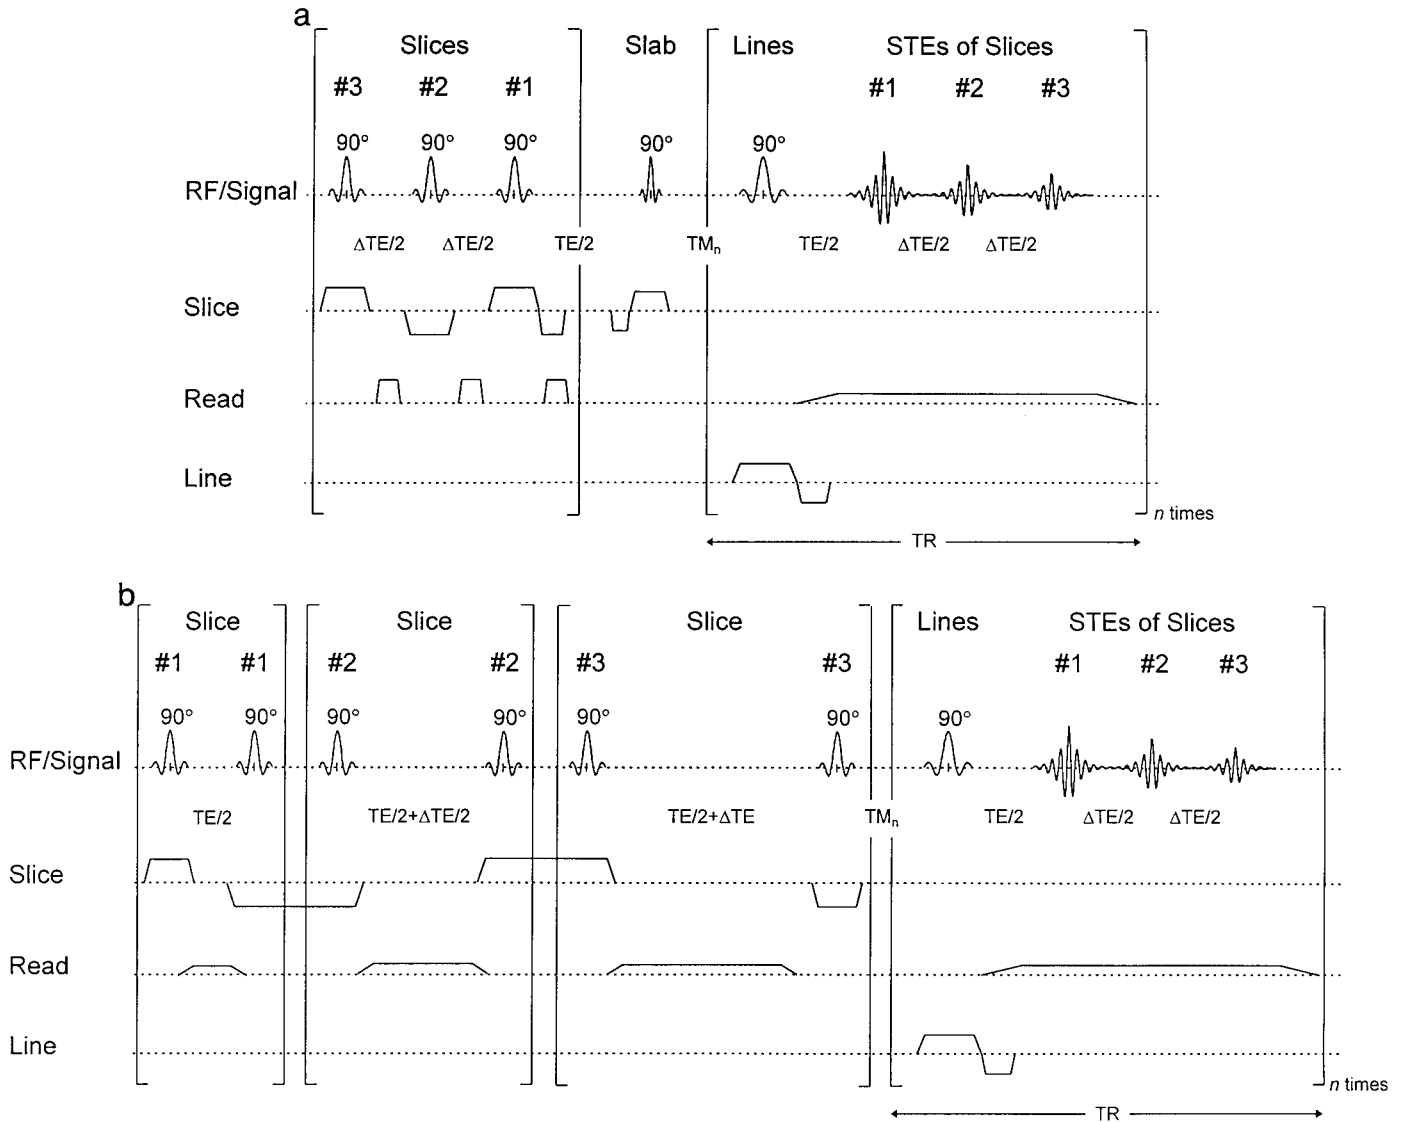 a
Slices Slab Lines STEs of Slices
#3 #2 #1 #1 #2 #3
90° 90° 90° 90° 90°
RF/Signal
ΔTE/2 ΔTE/2 TE/2 TMn TE/2 ΔTE/2 ΔTE/2
Slice
Read
Line
n times
TR
b
Slice Slice Slice Lines STEs of Slices
#1 #1 #2 #2 #3 #3 #1 #2 #3
90° 90° 90° 90° 90° 90° 90°
RF/Signal
TE/2 TE/2+ΔTE/2 TE/2+ΔTE TMn TE/2 ΔTE/2 ΔTE/2
Slice
Read
Line
n times
TR